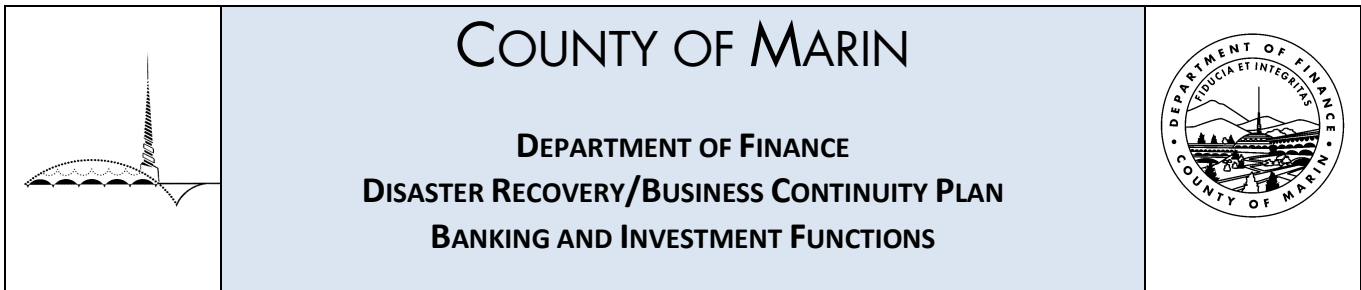 COUNTY OF MARIN
DEPARTMENT OF FINANCE
DISASTER RECOVERY/BUSINESS CONTINUITY PLAN
BANKING AND INVESTMENT FUNCTIONS
DEPARTMENT OF FINANCE
FIDUCIA ET INTEGRITAS
COUNTY OF MARIN